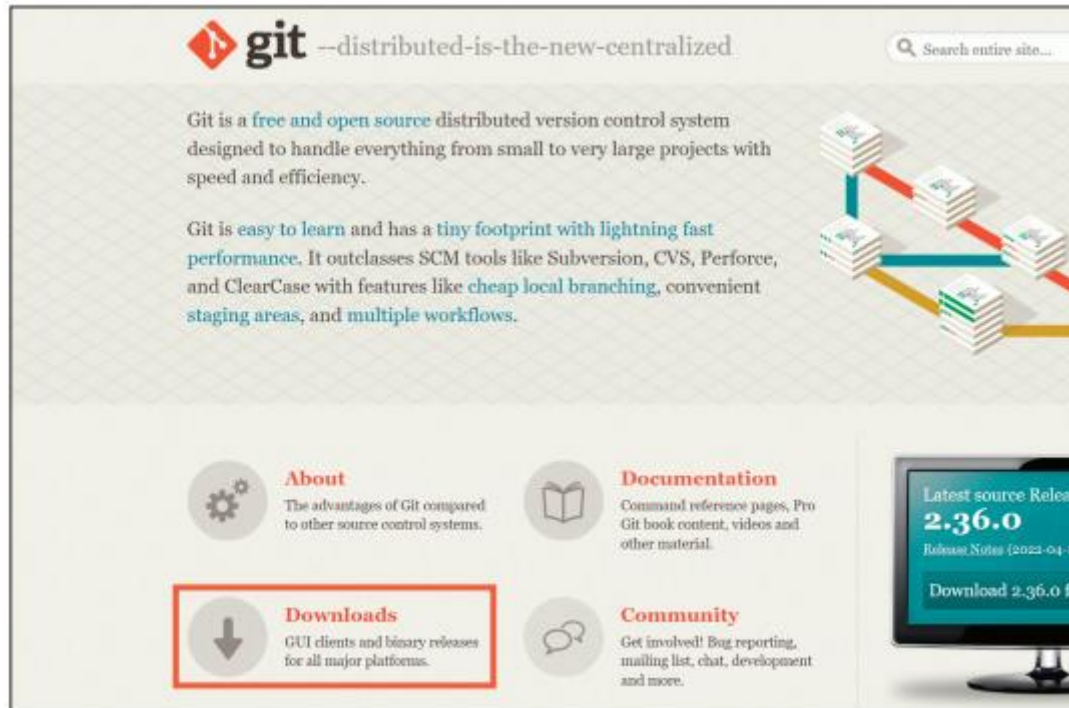 git --distributed-is-the-new-centralized
Search entire site...
Git is a free and open source distributed version control system
designed to handle everything from small to very large projects with
speed and efficiency.
Git is easy to learn and has a tiny footprint with lightning fast
performance. It outclasses SCM tools like Subversion, CVS, Perforce,
and ClearCase with features like cheap local branching, convenient
staging areas, and multiple workflows.
About
The advantages of Git compared
to other source control systems.
Documentation
Command reference pages, Pro
Git book content, videos and
other material.
Downloads
GUI clients and binary releases
for all major platforms.
Community
Get involved! Bug reporting,
mailing list, chat, development
and more.
Latest source
2.36.0
Release Notes (2022-04-
Download 2.36.0